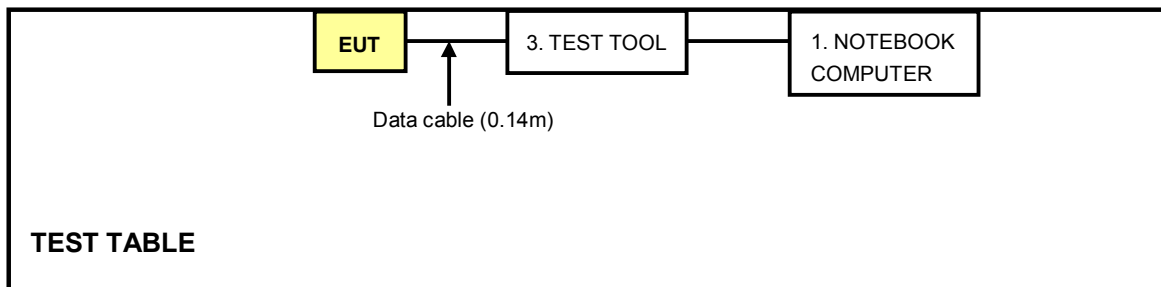 EUT
3. TEST TOOL
1. NOTEBOOK
COMPUTER
Data cable (0.14m)
TEST TABLE